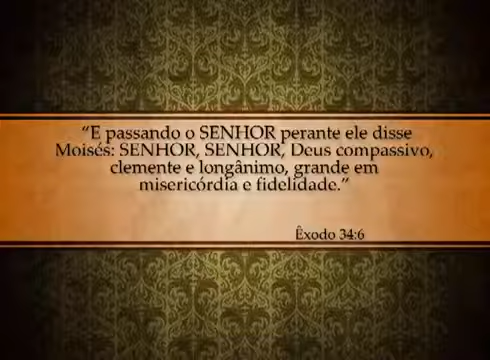 “E passando o SENHOR perante ele disse
Moisés: SENHOR, SENHOR, Deus compassivo,
clemente e longânimo, grande em
misericórdia e fidelidade.”
Êxodo 34:6